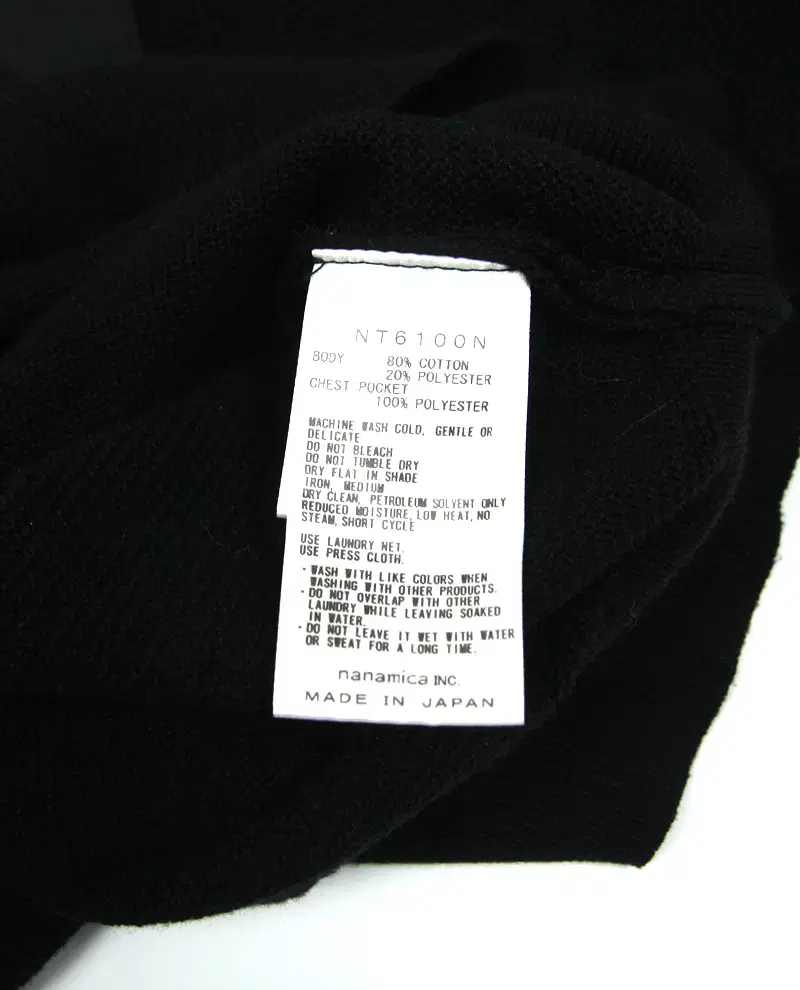 NT6100N
BODY 80% COTTON
20% POLYESTER
CHEST POCKET
100% POLYESTER
MACHINE WASH COLD, GENTLE OR
DELICATE
DO NOT BLEACH
DO NOT TUMBLE DRY
DRY FLAT IN SHADE
IRON, MEDIUM
DRY CLEAN, PETROLEUM SOLVENT ONLY
REDUCED MOISTURE, LOW HEAT, NO
STEAM, SHORT CYCLE
USE LAUNDRY NET.
USE PRESS CLOTH.
・WASH WITH LIKE COLORS WHEN
WASHING WITH OTHER PRODUCTS.
・DO NOT OVERLAP WITH OTHER
LAUNDRY WHILE LEAVING SOAKED
IN WATER.
・DO NOT LEAVE IT WET WITH WATER
OR SWEAT FOR A LONG TIME.
nanamica INC.
MADE IN JAPAN